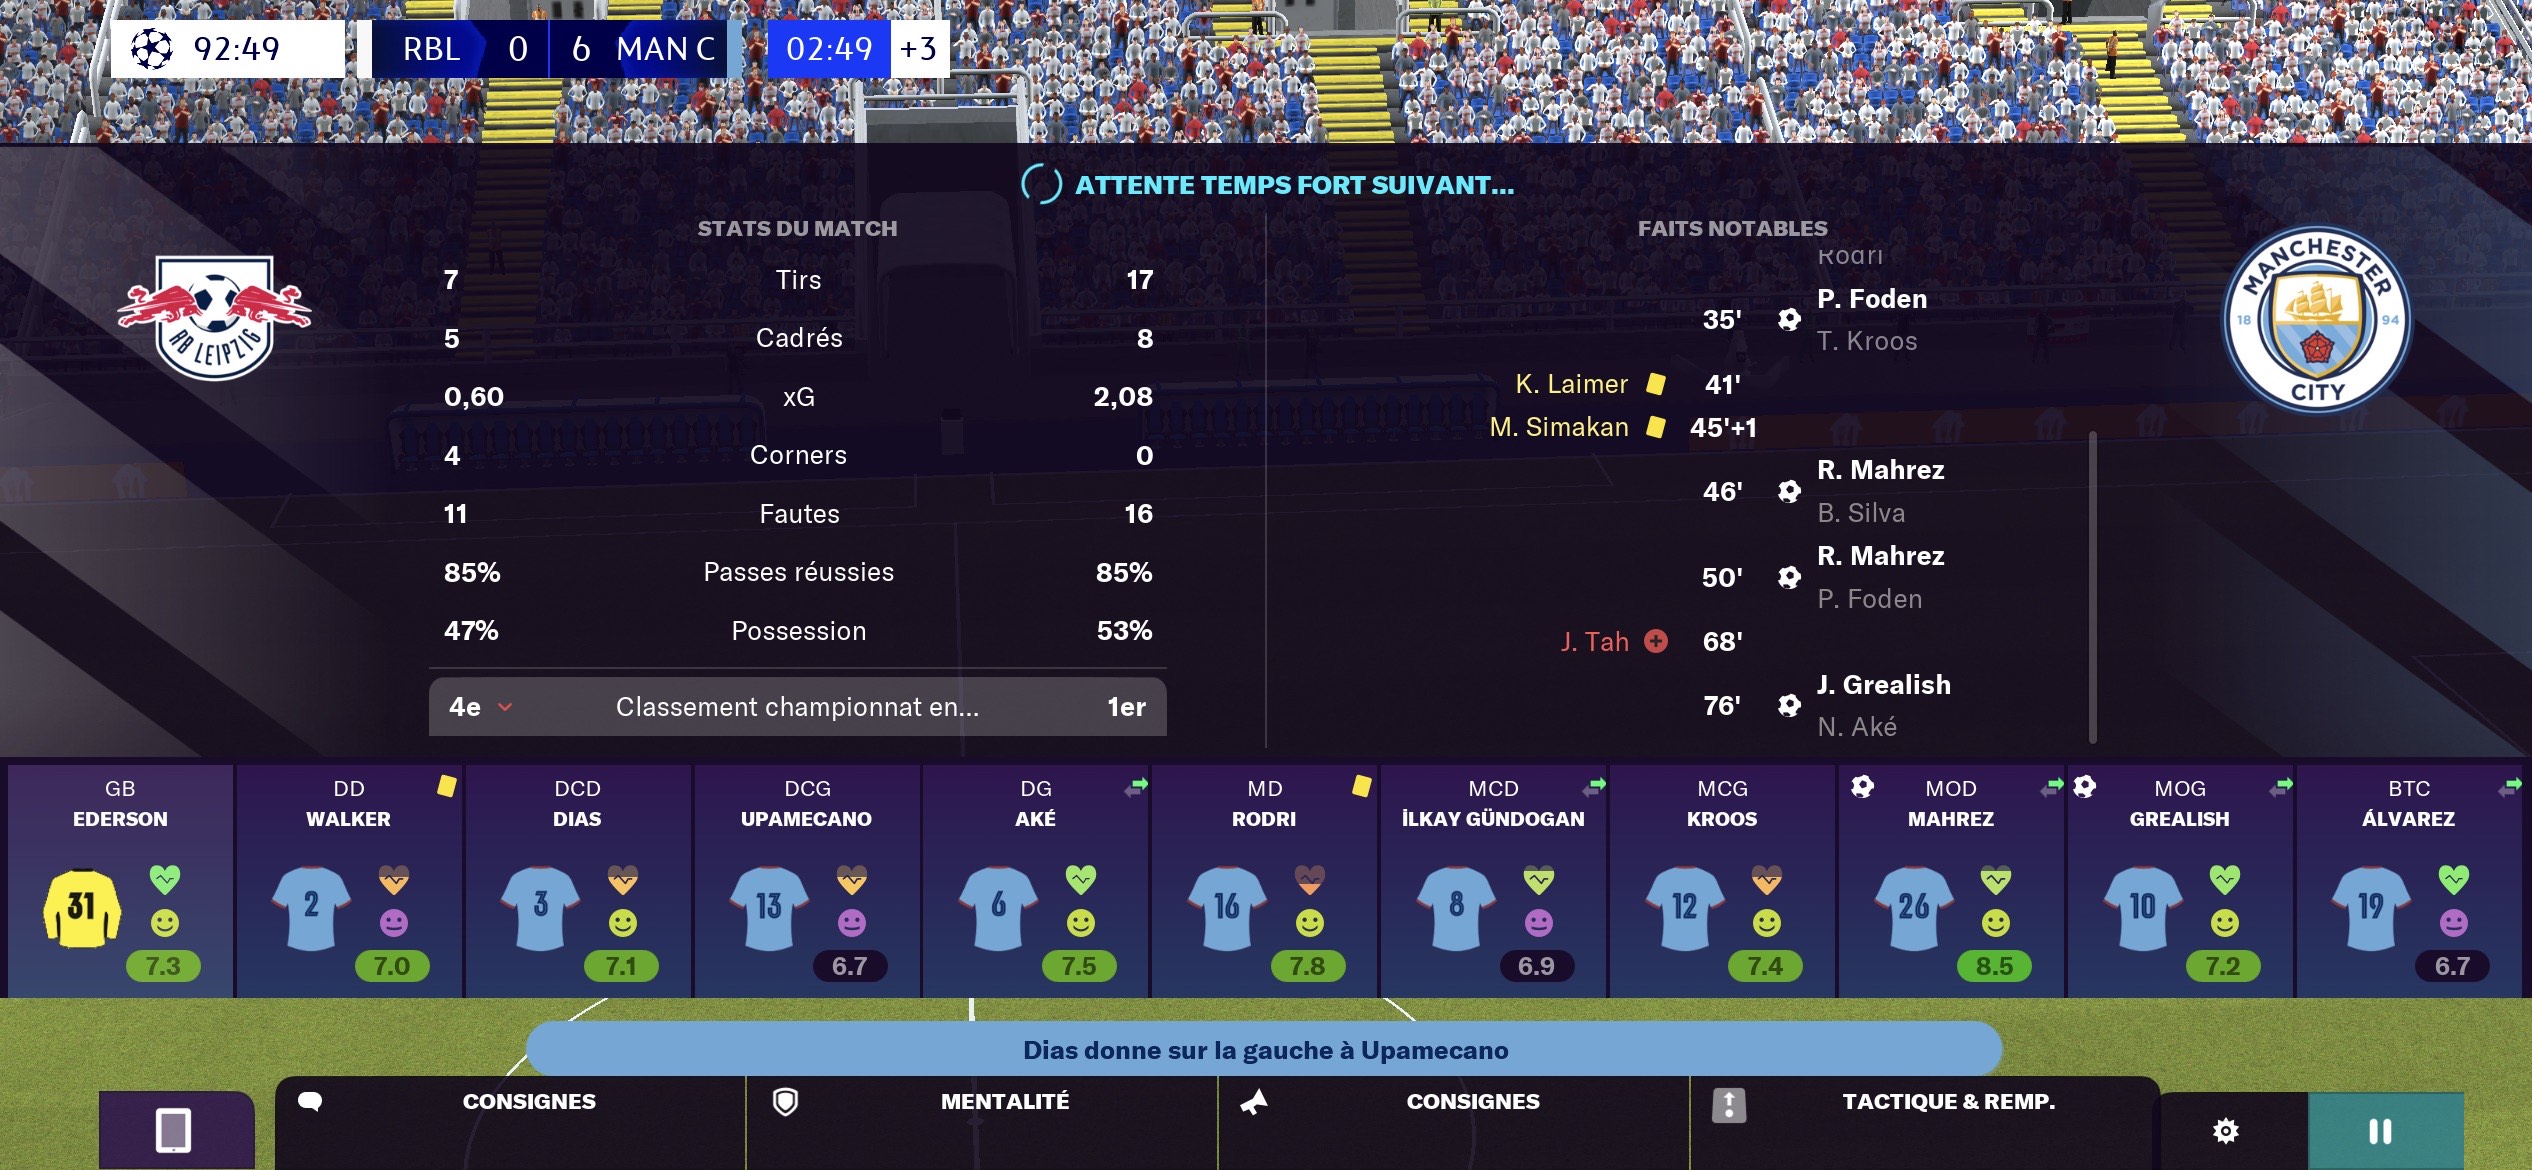 92:49 RBL 0 6 MAN C 02:49 +3
ATTENTE TEMPS FORT SUIVANT...
STATS DU MATCH
7 Tirs 17
5 Cadrés 8
0,60 xG 2,08
4 Corners 0
11 Fautes 16
85% Passes réussies 85%
47% Possession 53%
4e Classement championnat en... 1er
RB LEIPZIG
FAITS NOTABLES
Rodri
35' P. Foden
T. Kroos
K. Laimer 41'
M. Simakan 45'+1
46' R. Mahrez
B. Silva
50' R. Mahrez
P. Foden
J. Tah 68'
76' J. Grealish
N. Aké
MANCHESTER
18 94
CITY
GB
EDERSON
31
7.3
DD
WALKER
2
7.0
DCD
DIAS
3
7.1
DCG
UPAMECANO
13
6.7
DG
AKÉ
6
7.5
MD
RODRI
16
7.8
MCD
İLKAY GÜNDOGAN
8
6.9
MCG
KROOS
12
7.4
MOD
MAHREZ
26
8.5
MOG
GREALISH
10
7.2
BTC
ÁLVAREZ
19
6.7
Dias donne sur la gauche à Upamecano
CONSIGNES
MENTALITÉ
CONSIGNES
TACTIQUE & REMP.